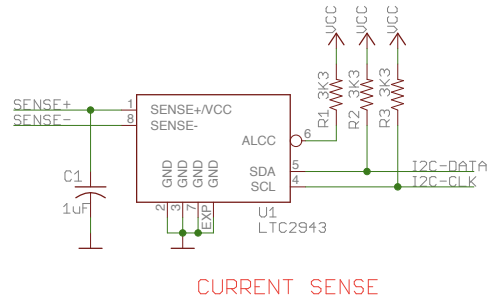 VCC
VCC
VCC
R1 3K3
R2 3K3
R3 3K3
SENSE+
SENSE-
1
8
SENSE+/VCC
SENSE-
ALCC
6
SDA
5
I2C-DATA
SCL
4
I2C-CLK
GND
GND
GND
GND
2
3
7
EXP
C1
1uF
U1
LTC2943
CURRENT SENSE